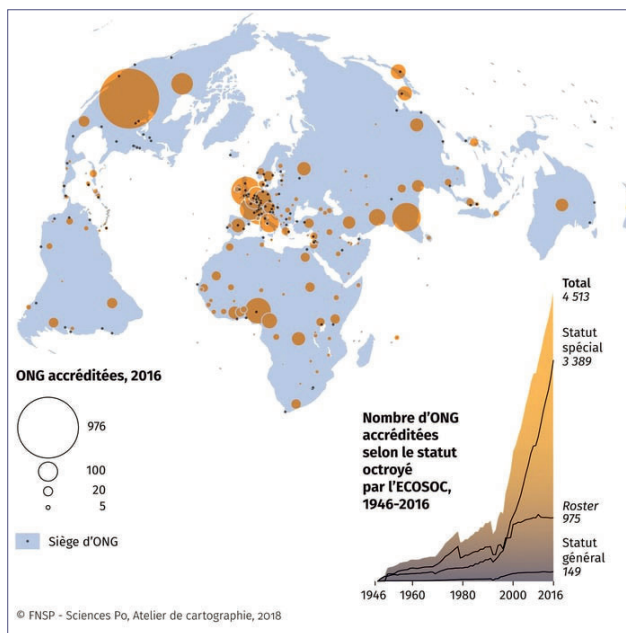 ONG accréditées, 2016
976
100
20
5
Siège d'ONG
Nombre d'ONG
accréditées
selon le statut
octroyé
par l'ECOSOC,
1946-2016
Total
4 513
Statut
spécial
3 389
Roster
975
Statut
général
149
1946
1960
1980
2000
2016
© FNSP - Sciences Po, Atelier de cartographie, 2018